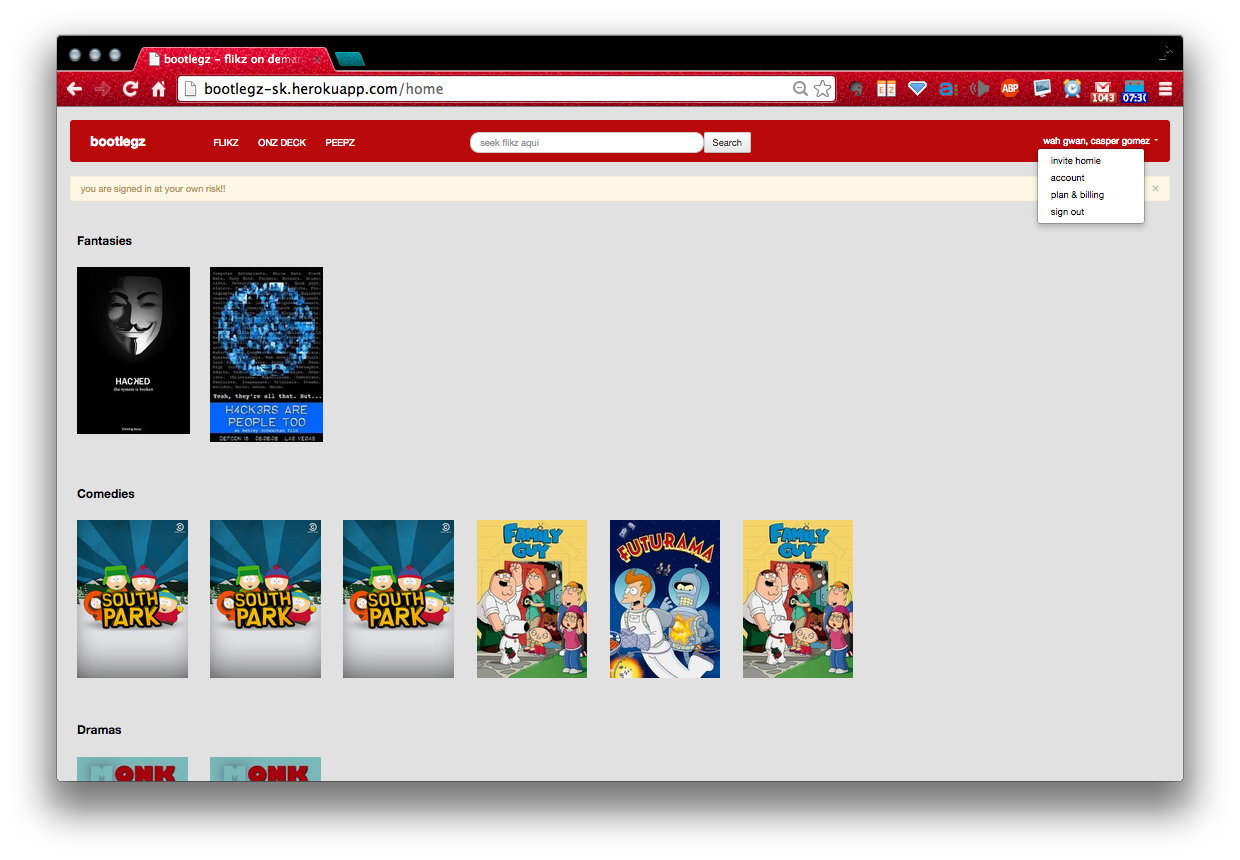 bootlegz – flikz on deman
bootlegz-sk.herokuapp.com/home
ABP
1043
07:3
bootlegz
FLIKZ
ONZ DECK
PEEPZ
seek flikz aqui
Search
wah gwan, casper gomez
invite homie
account
plan & billing
sign out
you are signed in at your own risk!!
×
Fantasies
HACKED
the system is broken
Coming Soon
Yeah, they're all that. But...
H4CK3RS ARE
PEOPLE TOO
an Ashley Schwartau film
DEFCON 16 08.08.08 LAS VEGAS
Comedies
SOUTH
PARK
SOUTH
PARK
SOUTH
PARK
FAMILY
GUY
FUTURAMA
FAMILY
GUY
Dramas
MONK
MONK